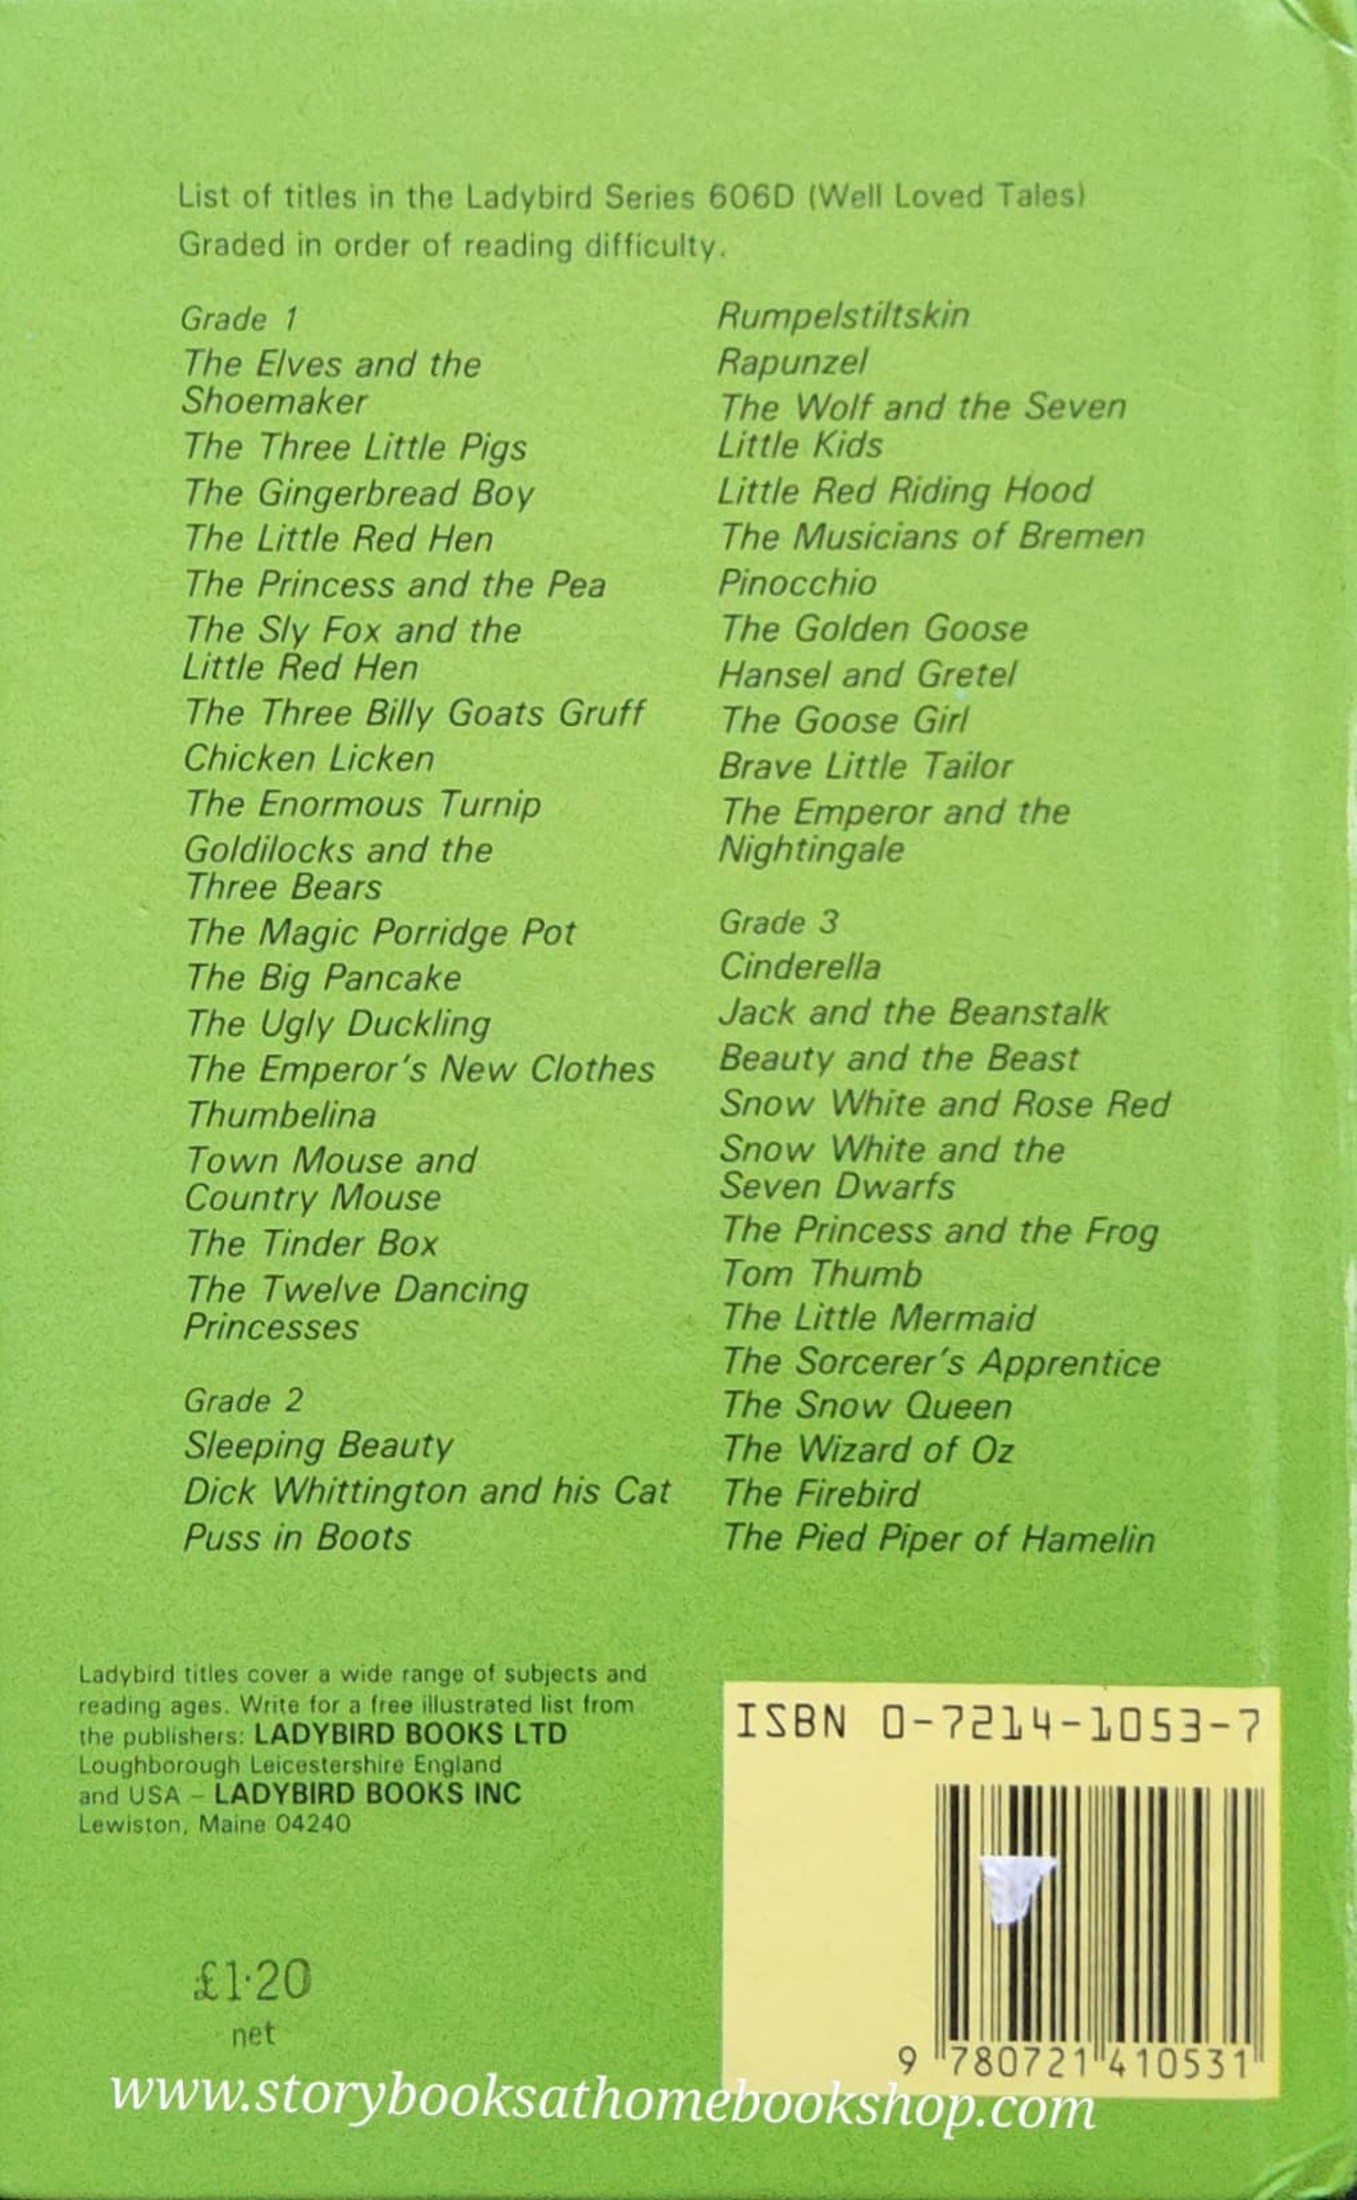 List of titles in the Ladybird Series 606D (Well Loved Tales)
Graded in order of reading difficulty.
Grade 1
The Elves and the
Shoemaker
The Three Little Pigs
The Gingerbread Boy
The Little Red Hen
The Princess and the Pea
The Sly Fox and the
Little Red Hen
The Three Billy Goats Gruff
Chicken Licken
The Enormous Turnip
Goldilocks and the
Three Bears
The Magic Porridge Pot
The Big Pancake
The Ugly Duckling
The Emperor's New Clothes
Thumbelina
Town Mouse and
Country Mouse
The Tinder Box
The Twelve Dancing
Princesses
Grade 2
Sleeping Beauty
Dick Whittington and his Cat
Puss in Boots
Rumpelstiltskin
Rapunzel
The Wolf and the Seven
Little Kids
Little Red Riding Hood
The Musicians of Bremen
Pinocchio
The Golden Goose
Hansel and Gretel
The Goose Girl
Brave Little Tailor
The Emperor and the
Nightingale
Grade 3
Cinderella
Jack and the Beanstalk
Beauty and the Beast
Snow White and Rose Red
Snow White and the
Seven Dwarfs
The Princess and the Frog
Tom Thumb
The Little Mermaid
The Sorcerer's Apprentice
The Snow Queen
The Wizard of Oz
The Firebird
The Pied Piper of Hamelin
Ladybird titles cover a wide range of subjects and
reading ages. Write for a free illustrated list from
the publishers: LADYBIRD BOOKS LTD
Loughborough Leicestershire England
and USA – LADYBIRD BOOKS INC
Lewiston, Maine 04240
£1·20
net
ISBN 0-7214-1053-7
9 780721 410531
www.storybooksathomebookshop.com